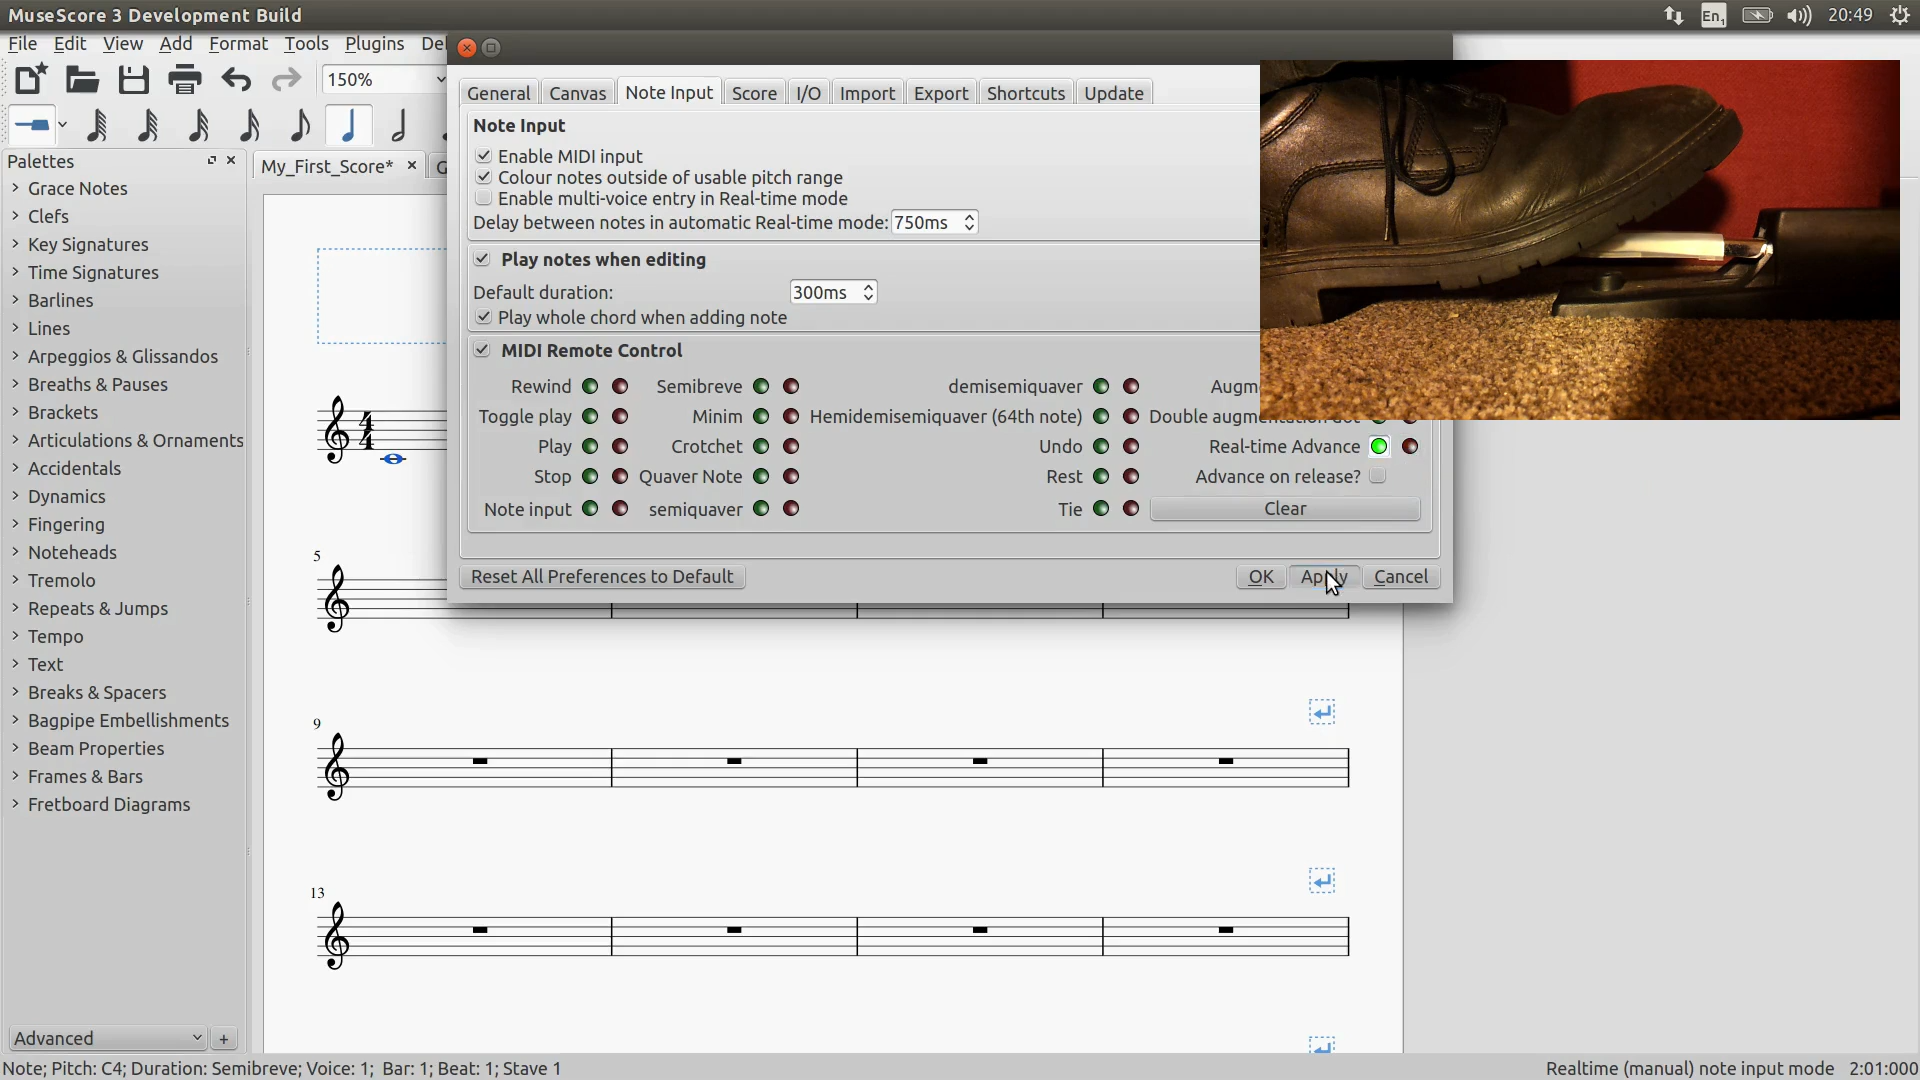 MuseScore 3 Development Build
En1
20:49
File Edit View Add Format Tools Plugins De
150%
Palettes
Grace Notes
Clefs
Key Signatures
Time Signatures
Barlines
Lines
Arpeggios & Glissandos
Breaths & Pauses
Brackets
Articulations & Ornaments
Accidentals
Dynamics
Fingering
Noteheads
Tremolo
Repeats & Jumps
Tempo
Text
Breaks & Spacers
Bagpipe Embellishments
Beam Properties
Frames & Bars
Fretboard Diagrams
Advanced
+
My_First_Score*
G
5
9
13
General Canvas Note Input Score I/O Import Export Shortcuts Update
Note Input
Enable MIDI input
Colour notes outside of usable pitch range
Enable multi-voice entry in Real-time mode
Delay between notes in automatic Real-time mode: 750ms
Play notes when editing
Default duration: 300ms
Play whole chord when adding note
MIDI Remote Control
Rewind Semibreve demisemiquaver Augme
Toggle play Minim Hemidemisemiquaver (64th note) Double augmentation dot
Play Crotchet Undo Real-time Advance
Stop Quaver Note Rest Advance on release?
Note input semiquaver Tie Clear
Reset All Preferences to Default OK Apply Cancel
Note; Pitch: C4; Duration: Semibreve; Voice: 1; Bar: 1; Beat: 1; Stave 1
Realtime (manual) note input mode 2:01:000